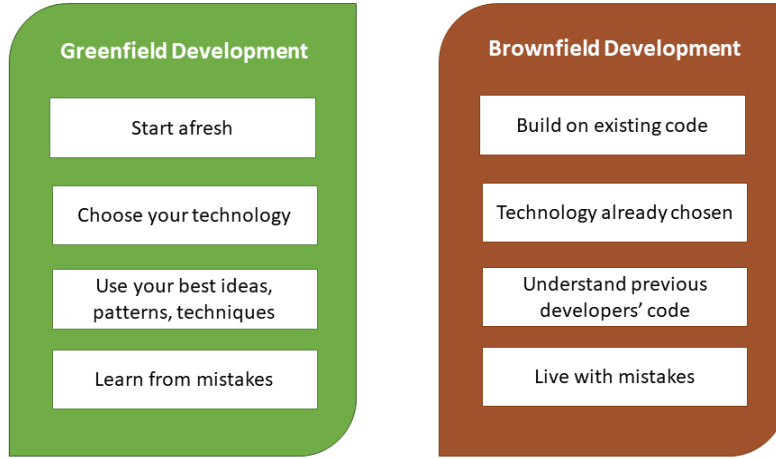 Greenfield Development
Start afresh
Choose your technology
Use your best ideas,
patterns, techniques
Learn from mistakes
Brownfield Development
Build on existing code
Technology already chosen
Understand previous
developers’ code
Live with mistakes